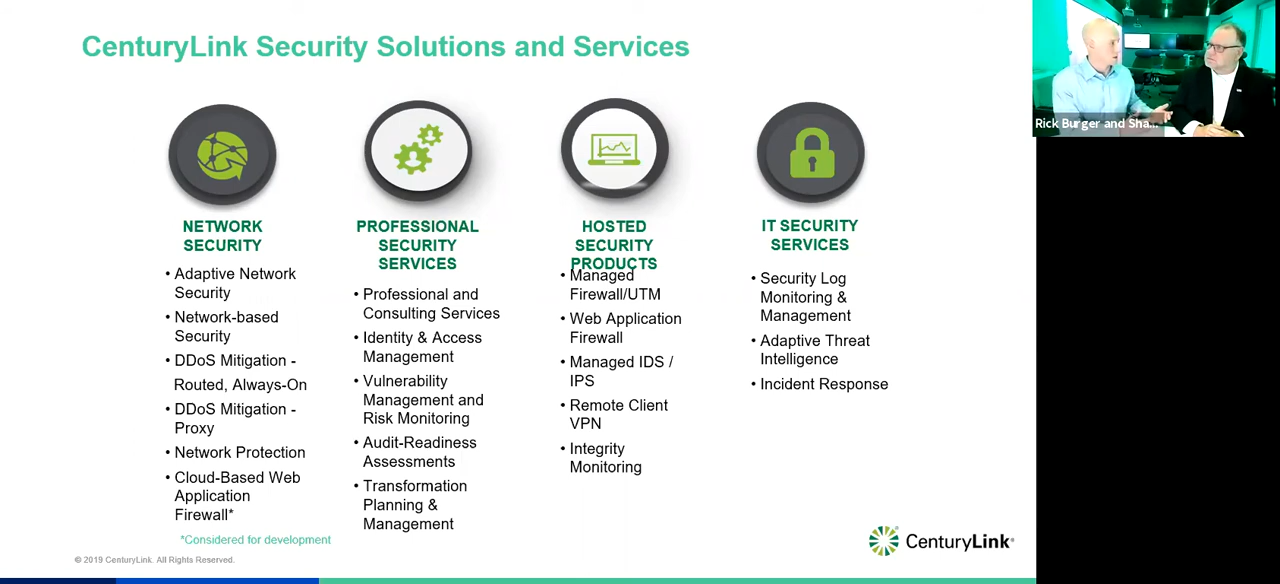 CenturyLink Security Solutions and Services
Rick Burger and Sha...
NETWORK
SECURITY
• Adaptive Network
Security
• Network-based
Security
• DDoS Mitigation -
Routed, Always-On
• DDoS Mitigation -
Proxy
• Network Protection
• Cloud-Based Web
Application
Firewall*
*Considered for development
PROFESSIONAL
SECURITY
SERVICES
• Professional and
Consulting Services
• Identity & Access
Management
• Vulnerability
Management and
Risk Monitoring
• Audit-Readiness
Assessments
• Transformation
Planning &
Management
HOSTED
SECURITY
PRODUCTS
• Managed
Firewall/UTM
• Web Application
Firewall
• Managed IDS /
IPS
• Remote Client
VPN
• Integrity
Monitoring
IT SECURITY
SERVICES
• Security Log
Monitoring &
Management
• Adaptive Threat
Intelligence
• Incident Response
© 2019 CenturyLink. All Rights Reserved.
CenturyLink®